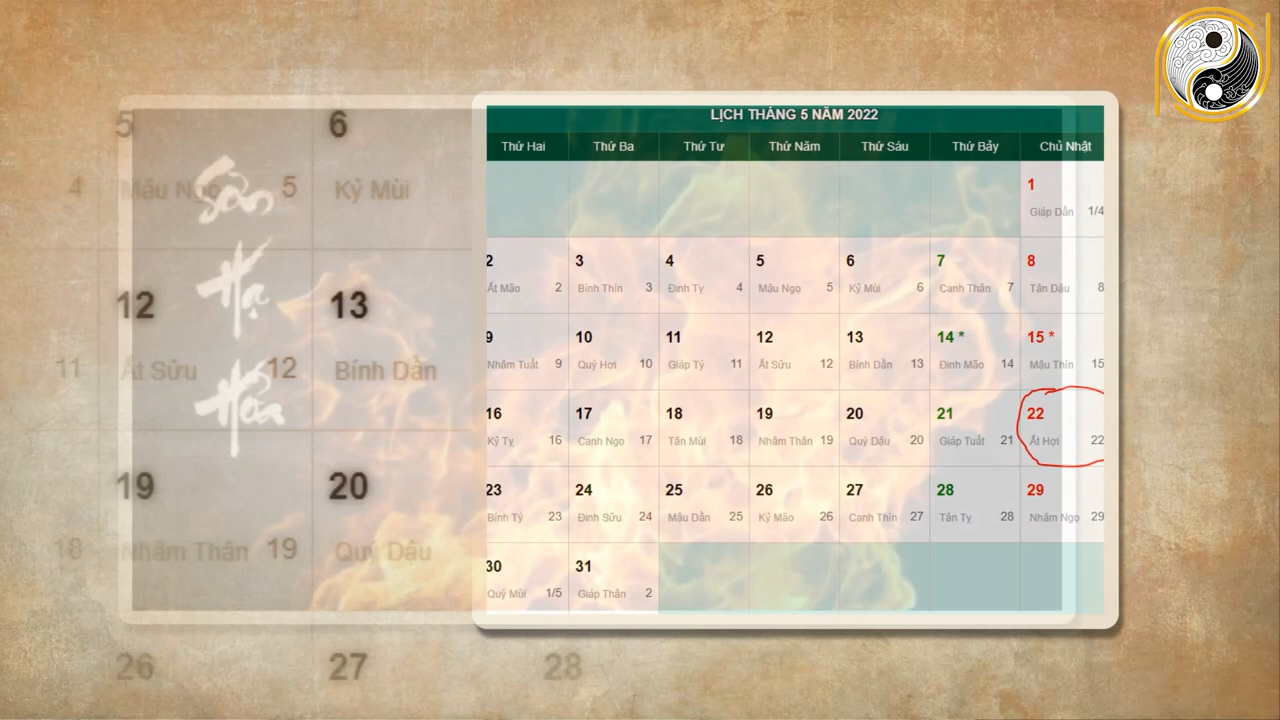 5 6
4 Mậu Ngọ 5 Kỷ Mùi
12 13
11 Ất Sửu 12 Bính Dần
19 20
18 Nhâm Thân 19 Quý Dậu
26 27 28
Sơn
Hạ
Hỏa
LỊCH THÁNG 5 NĂM 2022
Thứ Hai Thứ Ba Thứ Tư Thứ Năm Thứ Sáu Thứ Bảy Chủ Nhật
1
Giáp Dần 1/4
2 3 4 5 6 7 8
Ất Mão 2 Bính Thìn 3 Đinh Tỵ 4 Mậu Ngọ 5 Kỷ Mùi 6 Canh Thân 7 Tân Dậu 8
9 10 11 12 13 14 * 15 *
Nhâm Tuất 9 Quý Hợi 10 Giáp Tý 11 Ất Sửu 12 Bính Dần 13 Đinh Mão 14 Mậu Thìn 15
16 17 18 19 20 21 22
Kỷ Tỵ 16 Canh Ngọ 17 Tân Mùi 18 Nhâm Thân 19 Quý Dậu 20 Giáp Tuất 21 Ất Hợi 22
23 24 25 26 27 28 29
Bính Tý 23 Đinh Sửu 24 Mậu Dần 25 Kỷ Mão 26 Canh Thìn 27 Tân Tỵ 28 Nhâm Ngọ 29
30 31
Quý Mùi 1/5 Giáp Thân 2